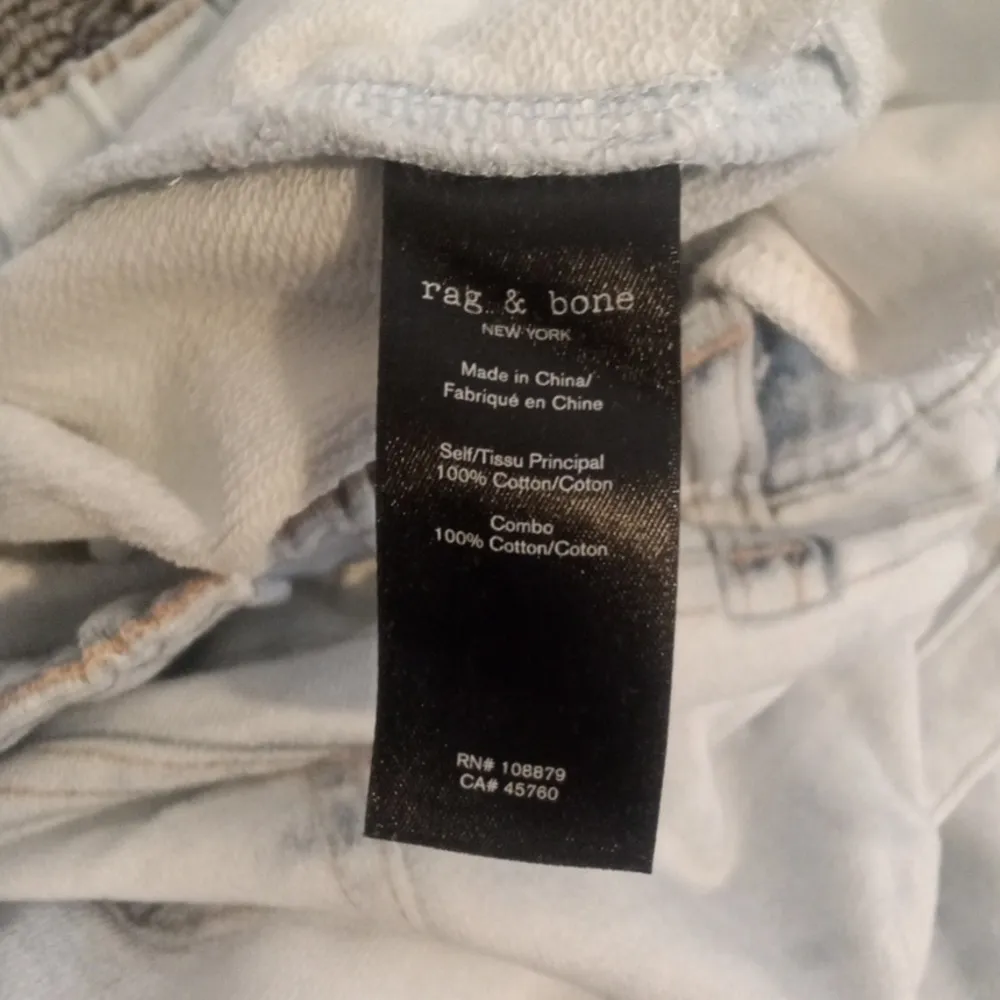 rag & bone
NEW YORK
Made in China/
Fabriqué en Chine
Self/Tissu Principal
100% Cotton/Coton
Combo
100% Cotton/Coton
RN# 108879
CA# 45760